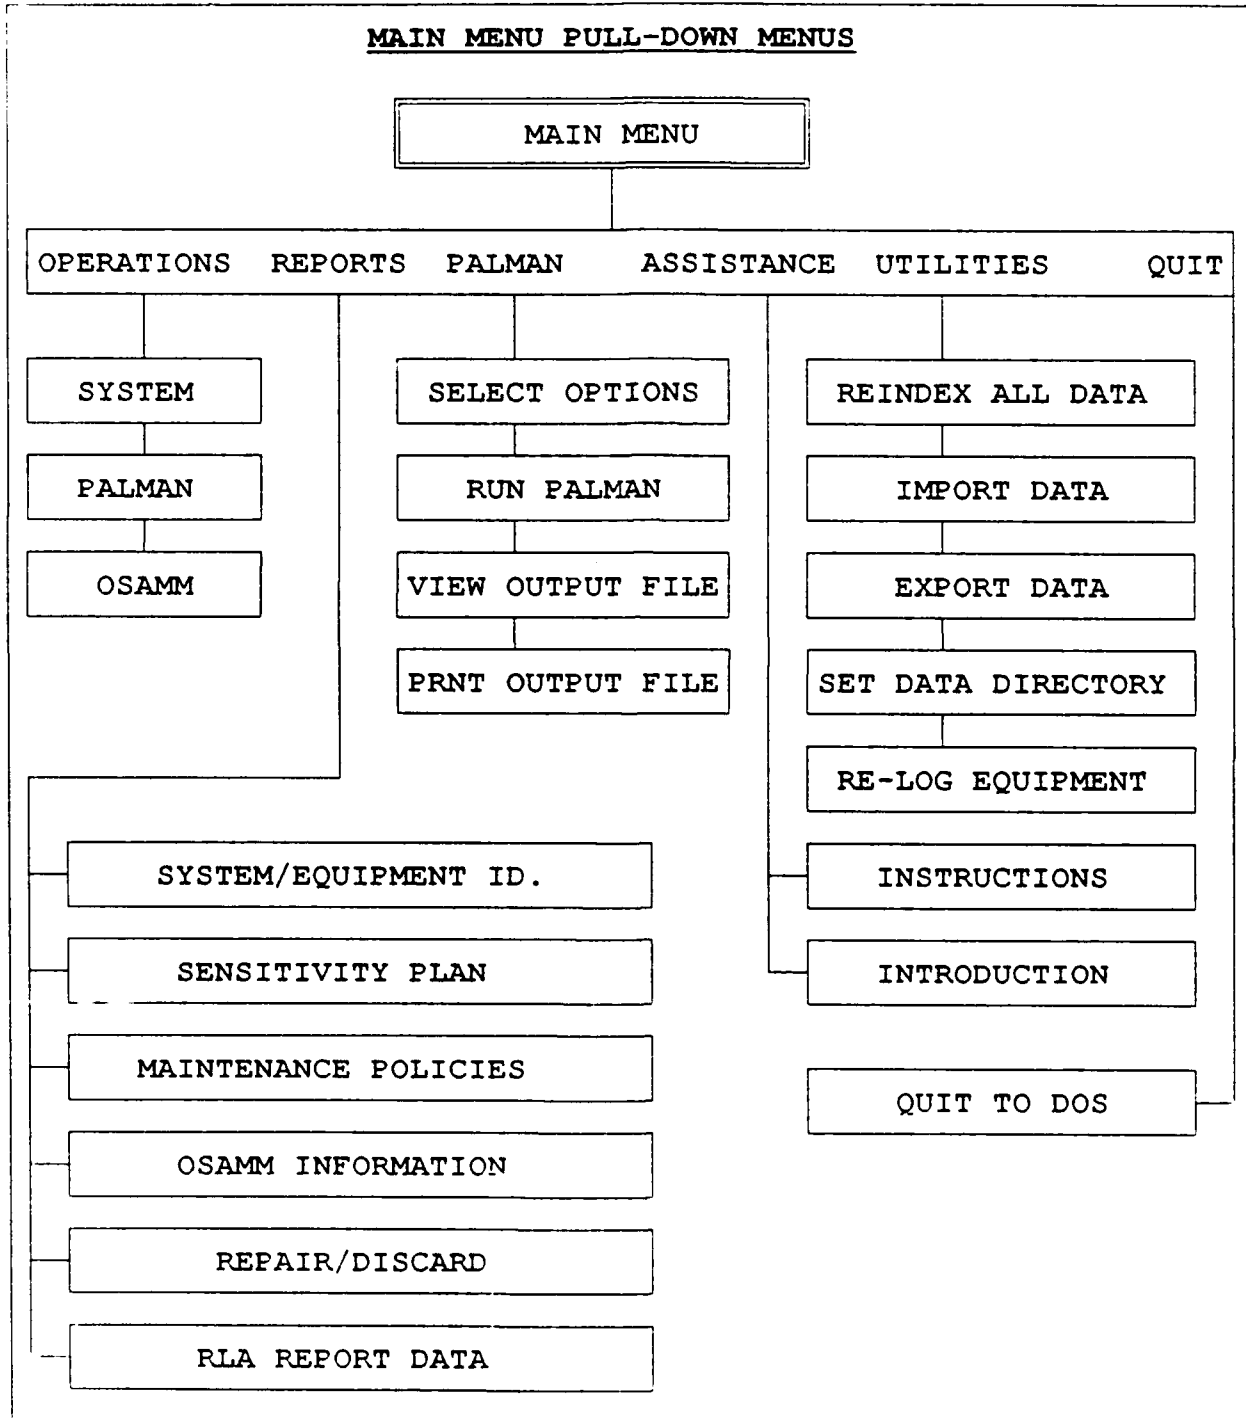 MAIN MENU PULL-DOWN MENUS
MAIN MENU
OPERATIONS REPORTS PALMAN ASSISTANCE UTILITIES QUIT
SYSTEM
PALMAN
OSAMM
SELECT OPTIONS
RUN PALMAN
VIEW OUTPUT FILE
PRNT OUTPUT FILE
REINDEX ALL DATA
IMPORT DATA
EXPORT DATA
SET DATA DIRECTORY
RE-LOG EQUIPMENT
SYSTEM/EQUIPMENT ID.
SENSITIVITY PLAN
MAINTENANCE POLICIES
OSAMM INFORMATION
REPAIR/DISCARD
RLA REPORT DATA
INSTRUCTIONS
INTRODUCTION
QUIT TO DOS